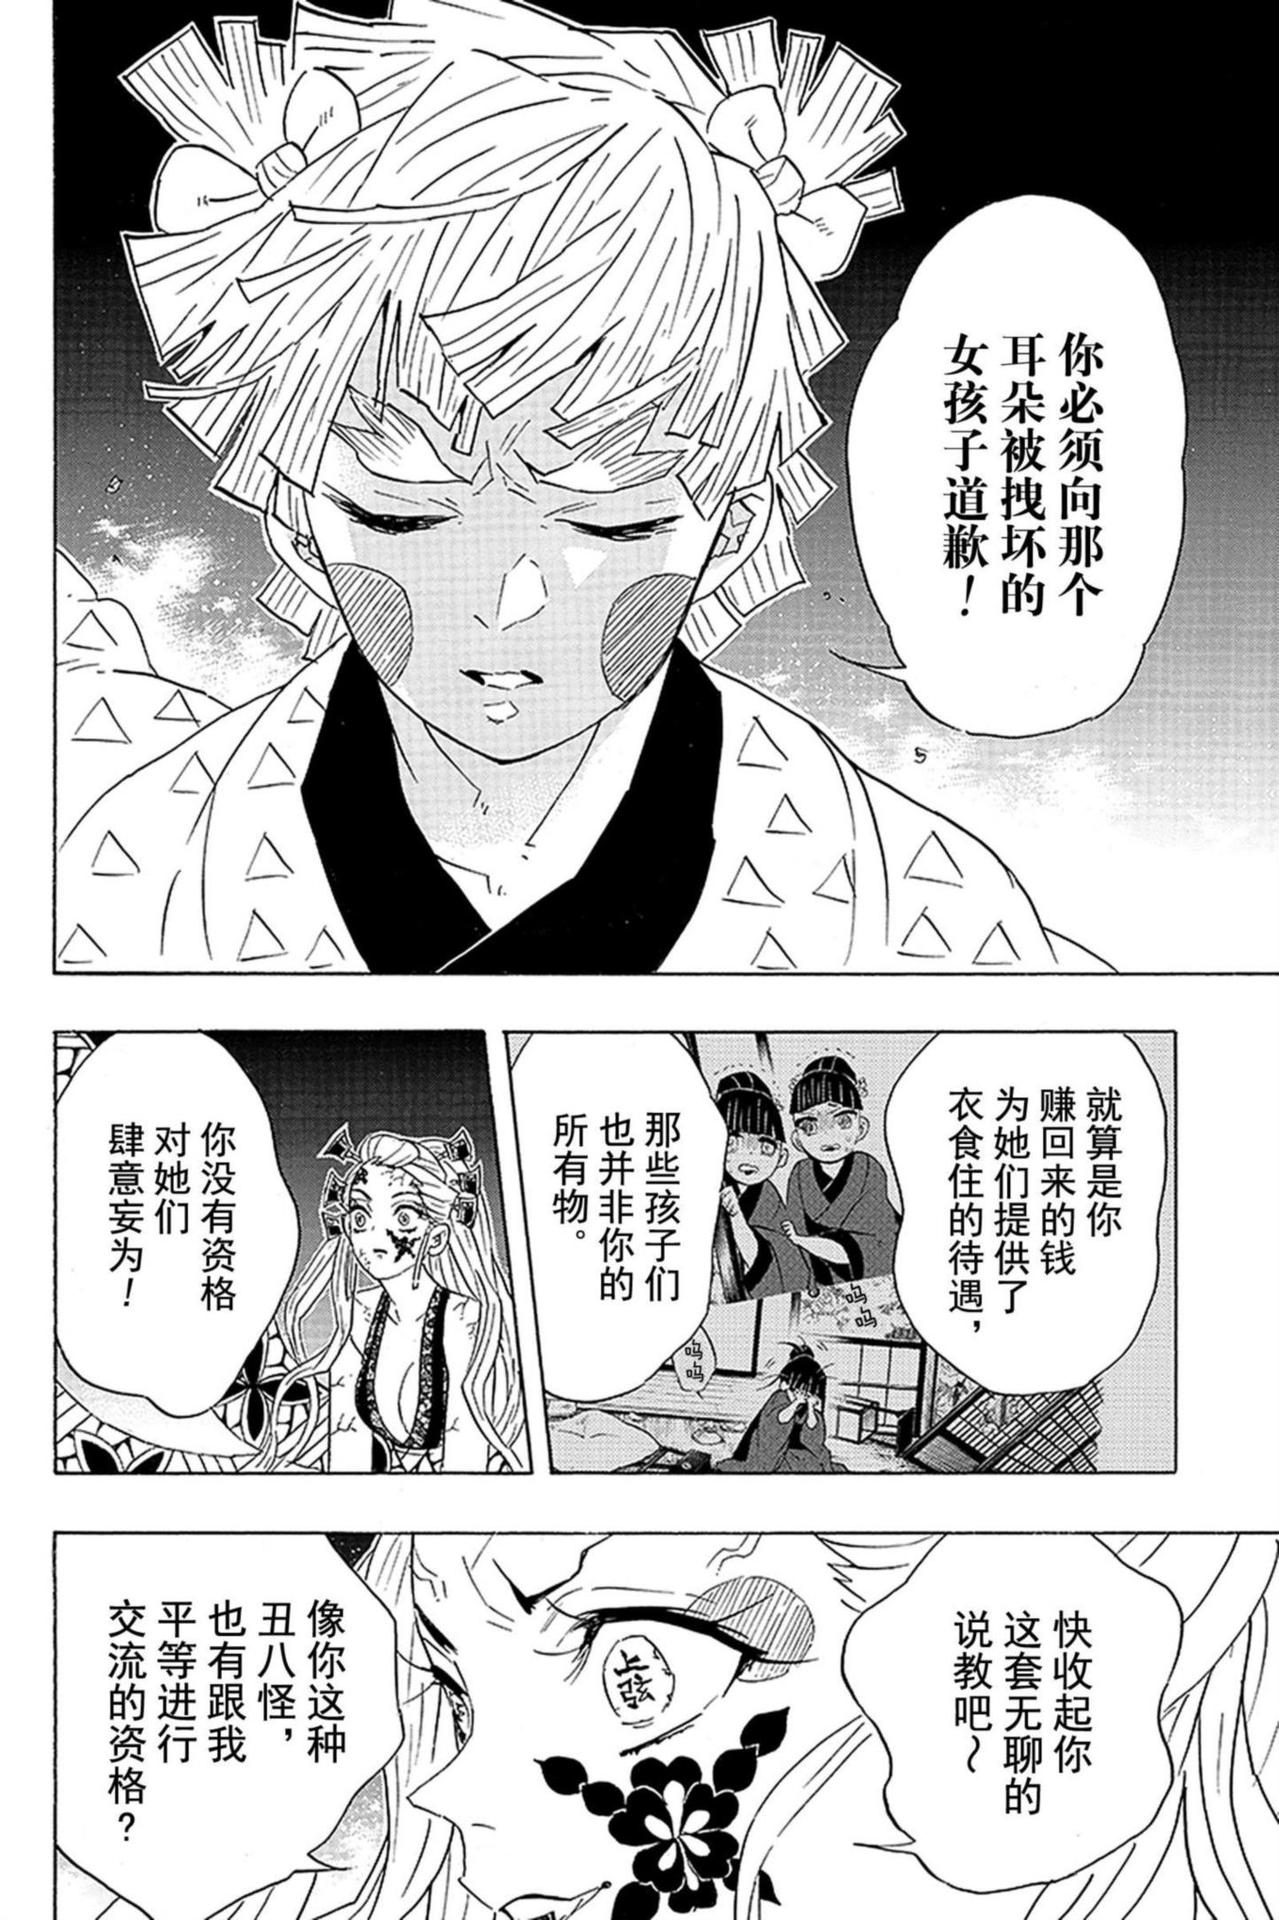 你必须向那个
耳朵被拽坏的
女孩子道歉！
就算是你
赚回来的钱
为她们提供了
衣食住的待遇，
呜
呜
呜
呜
那些孩子们
也并非你的
所有物。
你没有资格
对她们
肆意妄为！
快收起你
这套无聊的
说教吧～
上弦
像你这种
丑八怪，
也有跟我
平等进行
交流的资格？